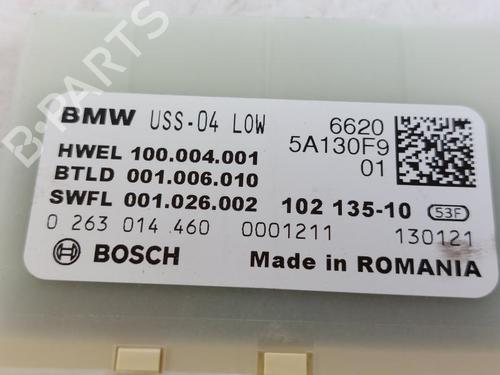 BMW USS-04 LOW 6620
5A130F9
01
HWEL 100.004.001
BTLD 001.006.010
SWFL 001.026.002 102 135-10 S3F
0 263 014 460 0001211 130121
BOSCH Made in ROMANIA
B-PARTS